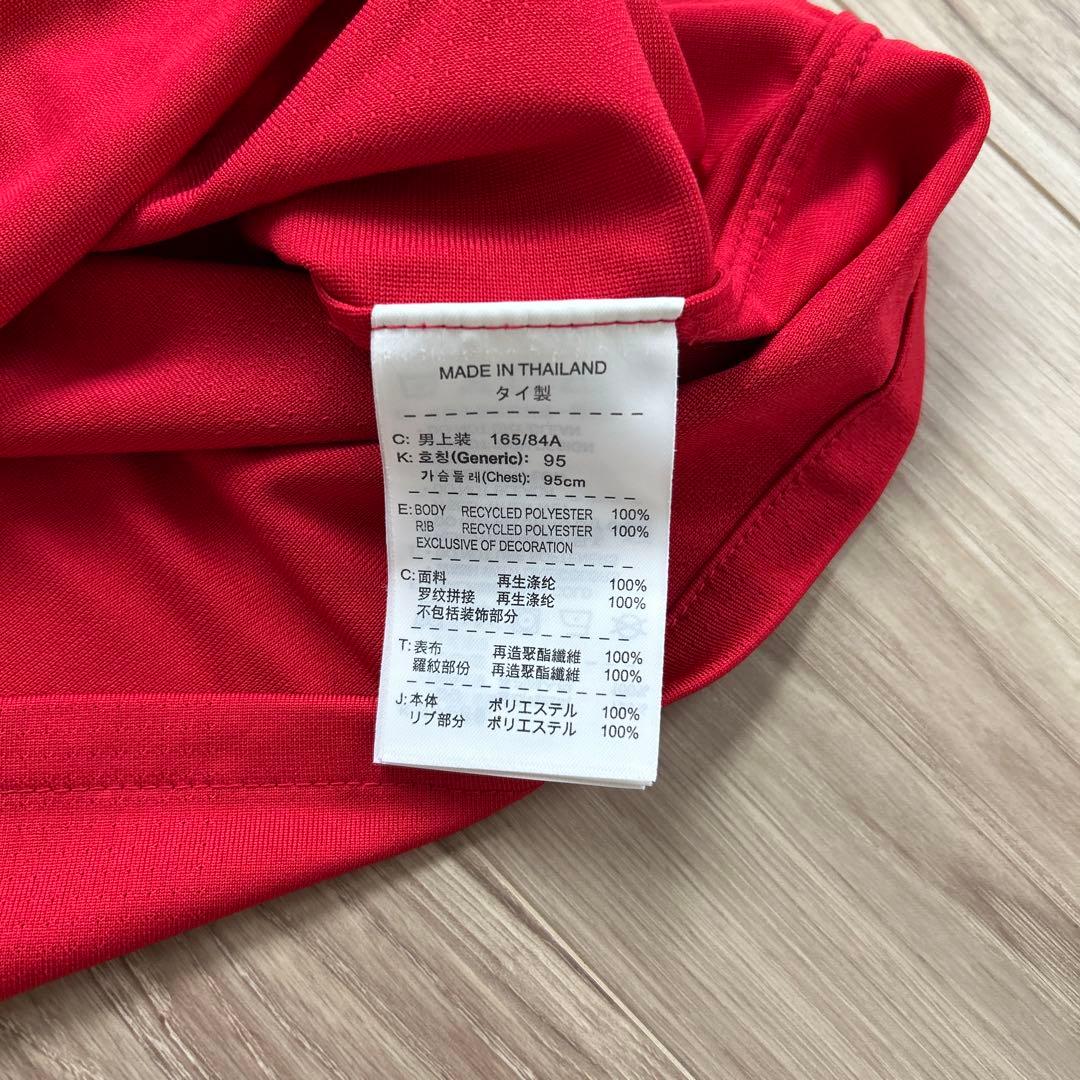 MADE IN THAILAND
タイ製
C: 男上装 165/84A
K: 호칭(Generic): 95
가슴둘레(Chest): 95cm
E: BODY RECYCLED POLYESTER 100%
RIB RECYCLED POLYESTER 100%
EXCLUSIVE OF DECORATION
C: 面料 再生涤纶 100%
罗纹拼接 再生涤纶 100%
不包括装饰部分
T: 表布 再造聚酯纖維 100%
羅紋部份 再造聚酯纖維 100%
J: 本体 ポリエステル 100%
リブ部分 ポリエステル 100%